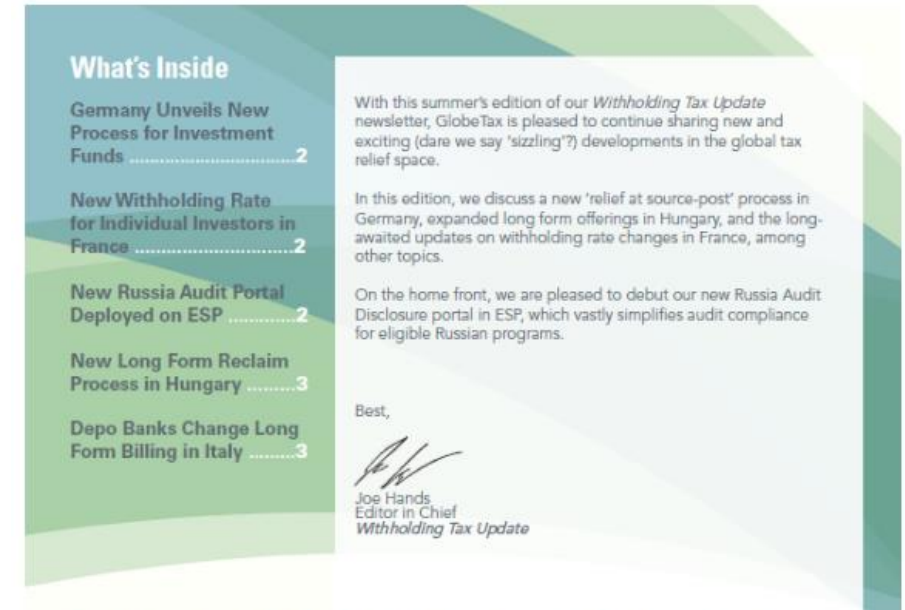 What's Inside
Germany Unveils New
Process for Investment
Funds ..............................2
New Withholding Rate
for Individual Investors in
France .............................2
New Russia Audit Portal
Deployed on ESP ............2
New Long Form Reclaim
Process in Hungary .........3
Depo Banks Change Long
Form Billing in Italy .........3
With this summer's edition of our Withholding Tax Update
newsletter, GlobeTax is pleased to continue sharing new and
exciting (dare we say 'sizzling'?) developments in the global tax
relief space.
In this edition, we discuss a new 'relief at source-post' process in
Germany, expanded long form offerings in Hungary, and the long-
awaited updates on withholding rate changes in France, among
other topics.
On the home front, we are pleased to debut our new Russia Audit
Disclosure portal in ESP, which vastly simplifies audit compliance
for eligible Russian programs.
Best,
Joe Hands
Editor in Chief
Withholding Tax Update